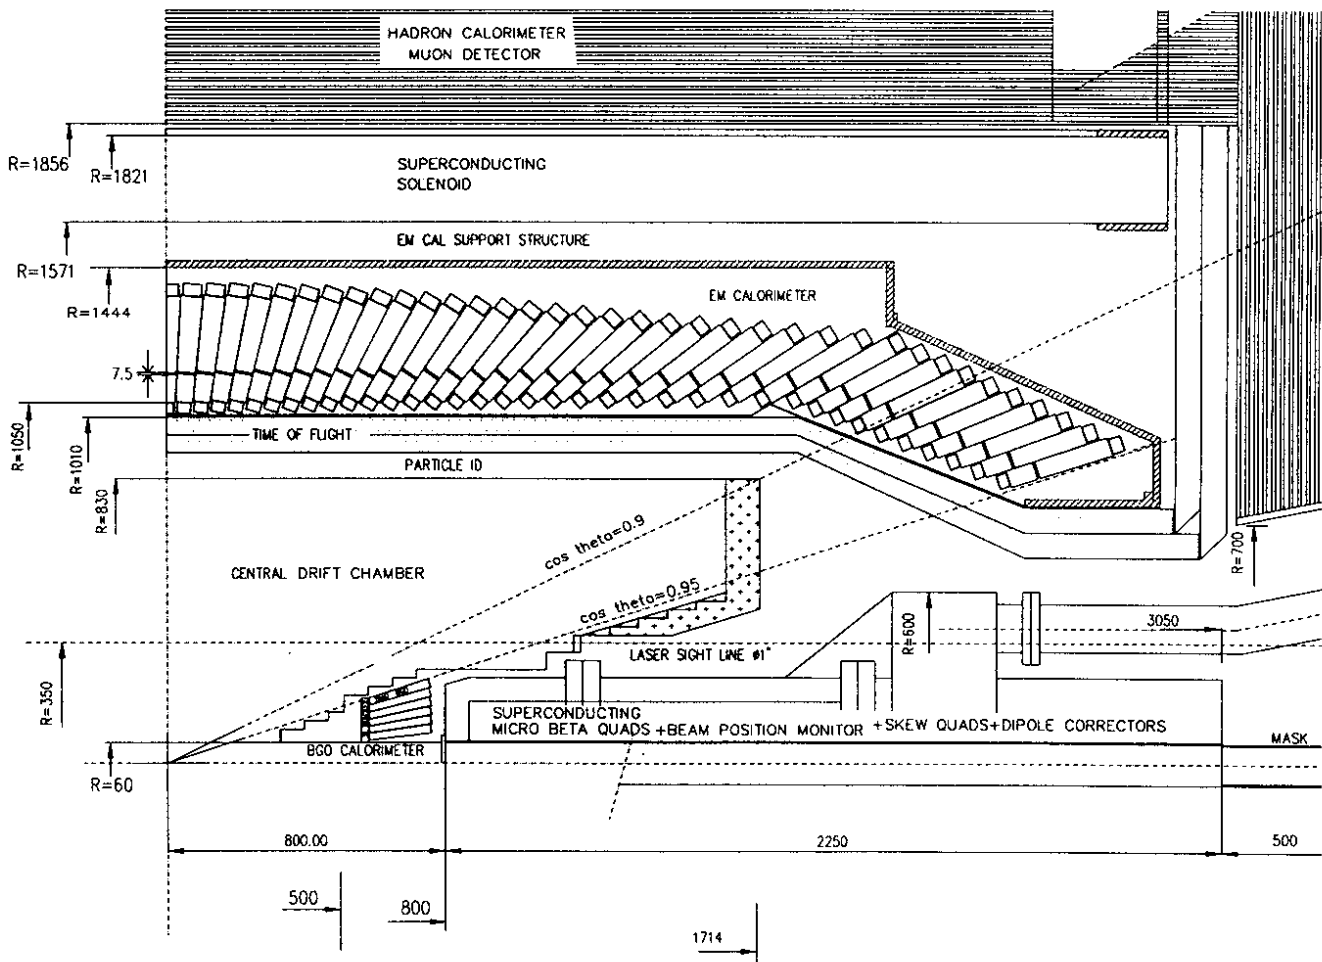 HADRON CALORIMETER
MUON DETECTOR
R=1856
R=1821
SUPERCONDUCTING
SOLENOID
EM CAL SUPPORT STRUCTURE
R=1571
R=1444
EM CALORIMETER
7.5
R=1050
R=1010
TIME OF FLIGHT
PARTICLE ID
R=830
cos theta=0.9
CENTRAL DRIFT CHAMBER
cos theta=0.95
R=700
R=600
3050
R=350
LASER SIGHT LINE ø1"
SUPERCONDUCTING
MICRO BETA QUADS +BEAM POSITION MONITOR +SKEW QUADS+DIPOLE CORRECTORS
BGO CALORIMETER
MASK
R=60
800.00
2250
500
500
800
1714